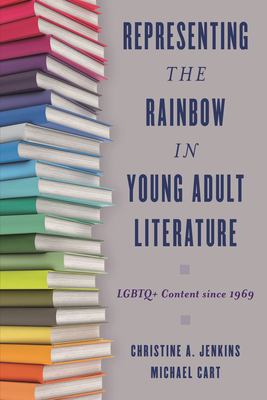 REPRESENTING
THE
RAINBOW
IN
YOUNG ADULT
LITERATURE
LGBTQ+ Content since 1969
CHRISTINE A. JENKINS
MICHAEL CART